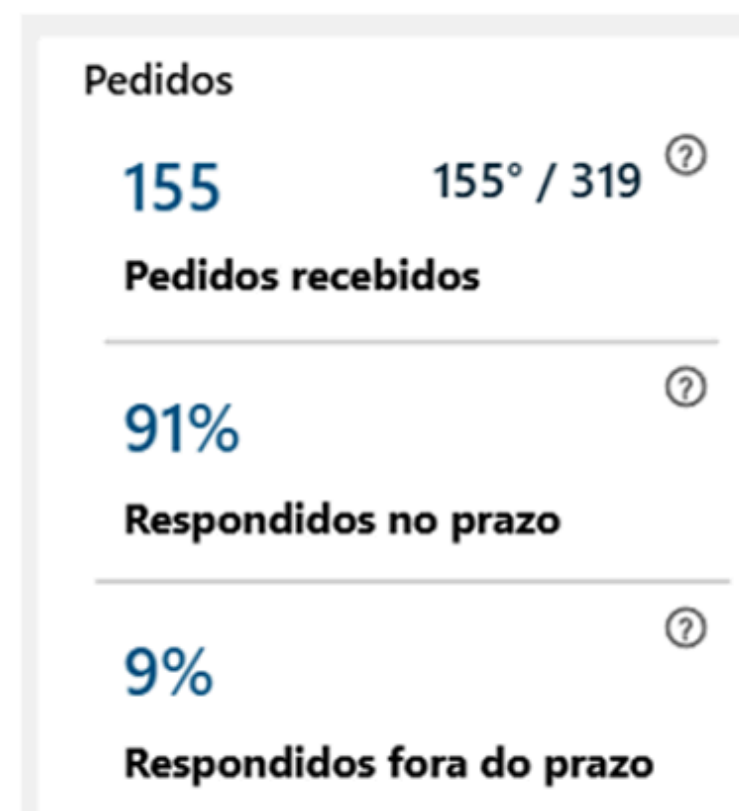 Pedidos
155 155° / 319 ?
Pedidos recebidos
?
91%
Respondidos no prazo
?
9%
Respondidos fora do prazo